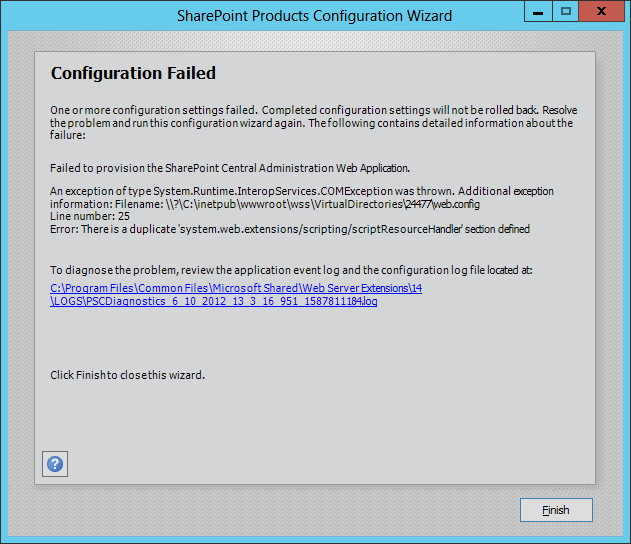 SharePoint Products Configuration Wizard
Configuration Failed
One or more configuration settings failed. Completed configuration settings will not be rolled back. Resolve
the problem and run this configuration wizard again. The following contains detailed information about the
failure:
Failed to provision the SharePoint Central Administration Web Application.
An exception of type System.Runtime.InteropServices.COMException was thrown. Additional exception
information: Filename: \\?\C:\inetpub\wwwroot\wss\VirtualDirectories\24477\web.config
Line number: 25
Error: There is a duplicate 'system.web.extensions/scripting/scriptResourceHandler' section defined
To diagnose the problem, review the application event log and the configuration log file located at:
C:\Program Files\Common Files\Microsoft Shared\Web Server Extensions\14
\LOGS\PSCDiagnostics_6_10_2012_13_3_16_951_1587811184.log
Click Finish to close this wizard.
?
Finish